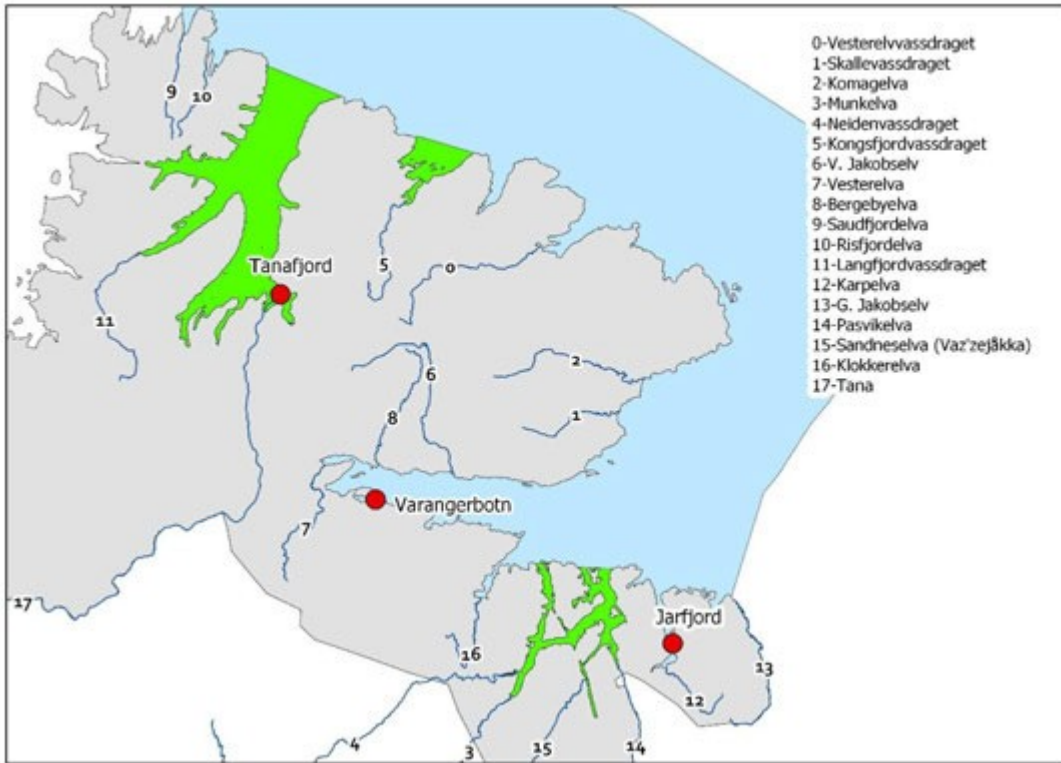 0-Vesterelvvassdraget
1-Skallevassdraget
2-Komagelva
3-Munkelva
4-Neidenvassdraget
5-Kongsfjordvassdraget
6-V. Jakobselv
7-Vesterelva
8-Bergebyelva
9-Saudfjordelva
10-Risfjordelva
11-Langfjordvassdraget
12-Karpelva
13-G. Jakobselv
14-Pasvikelva
15-Sandneselva (Vaz'zejåkka)
16-Klokkerelva
17-Tana
9
10
Tanafjord
5
0
11
2
6
8
1
Varangerbotn
7
17
Jarfjord
16
13
12
4
3
15
14